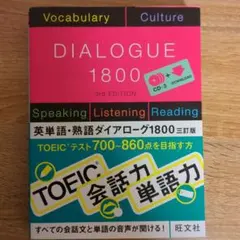 Vocabulary Culture
DIALOGUE
1800
3rd EDITION
CD×2 DOWNLOAD
Speaking Listening Reading
英単語・熟語ダイアローグ1800 三訂版
TOEIC®テスト700~860点を目指す方
TOEIC® 会話力 単語力
すべての会話文と単語の音声が聞ける!
旺文社